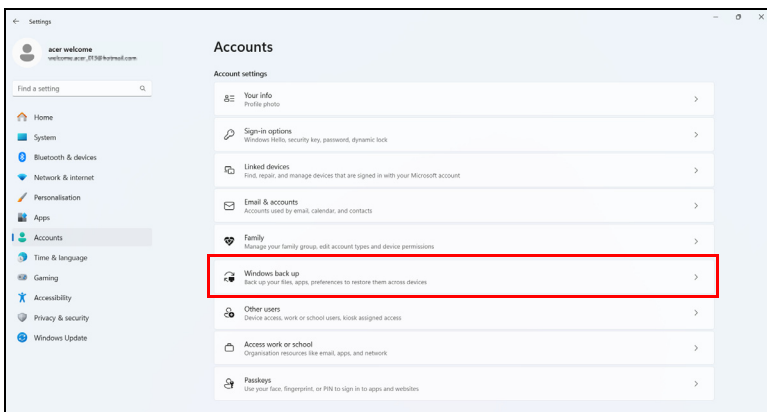 Settings
acer welcome
welcome.acer_013@hotmail.com
Find a setting
Home
System
Bluetooth & devices
Network & internet
Personalisation
Apps
Accounts
Time & language
Gaming
Accessibility
Privacy & security
Windows Update
Accounts
Account settings
Your info
Profile photo
Sign-in options
Windows Hello, security key, password, dynamic lock
Linked devices
Find, repair, and manage devices that are signed in with your Microsoft account
Email & accounts
Accounts used by email, calendar, and contacts
Family
Manage your family group, edit account types and device permissions
Windows back up
Back up your files, apps, preferences to restore them across devices
Other users
Device access, work or school users, kiosk assigned access
Access work or school
Organisation resources like email, apps, and network
Passkeys
Use your face, fingerprint, or PIN to sign in to apps and websites